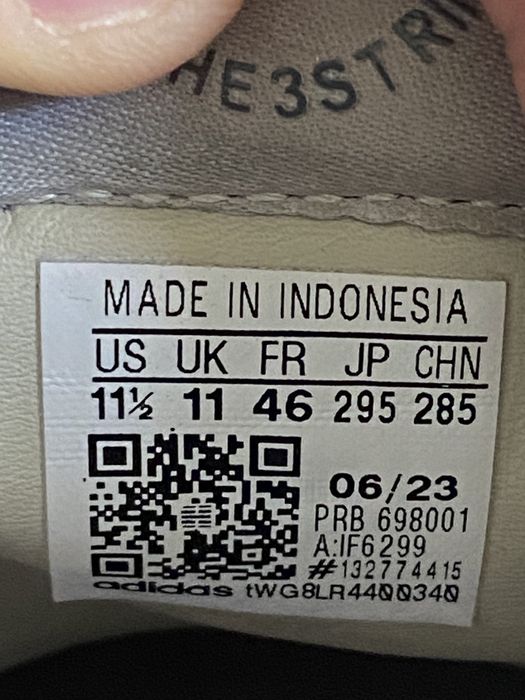 HE3STRI
MADE IN INDONESIA
US UK FR JP CHN
11½ 11 46 295 285
06/23
PRB 698001
A:IF6299
#132774415
adidas tWG8LR4400340